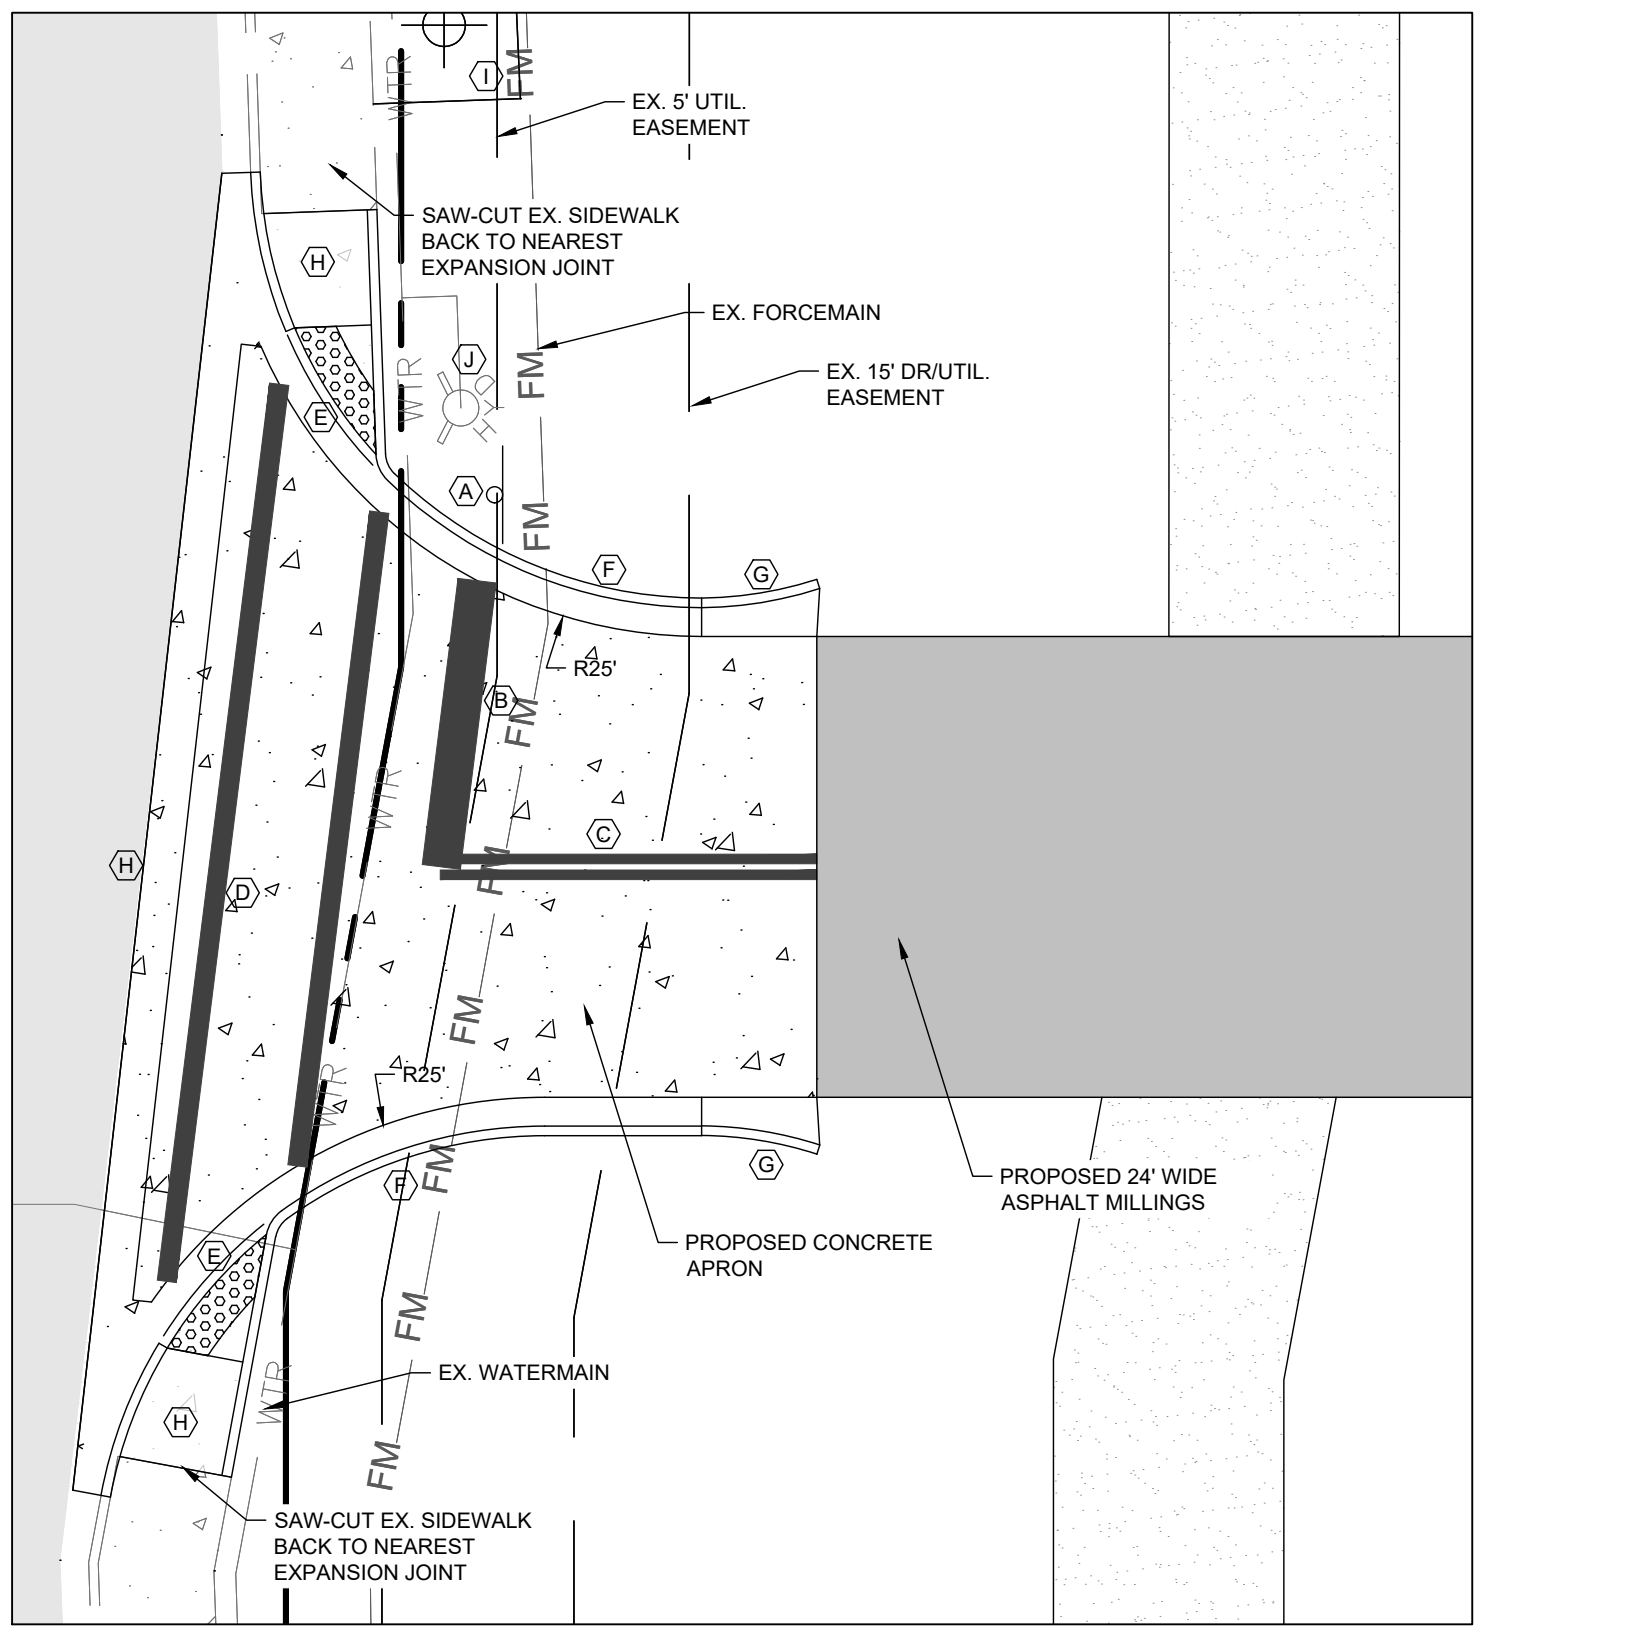 I
WTR
FM
EX. 5' UTIL.
EASEMENT
SAW-CUT EX. SIDEWALK
BACK TO NEAREST
EXPANSION JOINT
H
EX. FORCEMAIN
J
WTR
HYD
FM
EX. 15' DR/UTIL.
EASEMENT
E
A
FM
F
G
R25'
B
FM
WTR
C
FM
H
D
FM
R25'
WTR
FM
F
G
PROPOSED 24' WIDE
ASPHALT MILLINGS
PROPOSED CONCRETE
APRON
E
FM
EX. WATERMAIN
WTR
H
FM
SAW-CUT EX. SIDEWALK
BACK TO NEAREST
EXPANSION JOINT